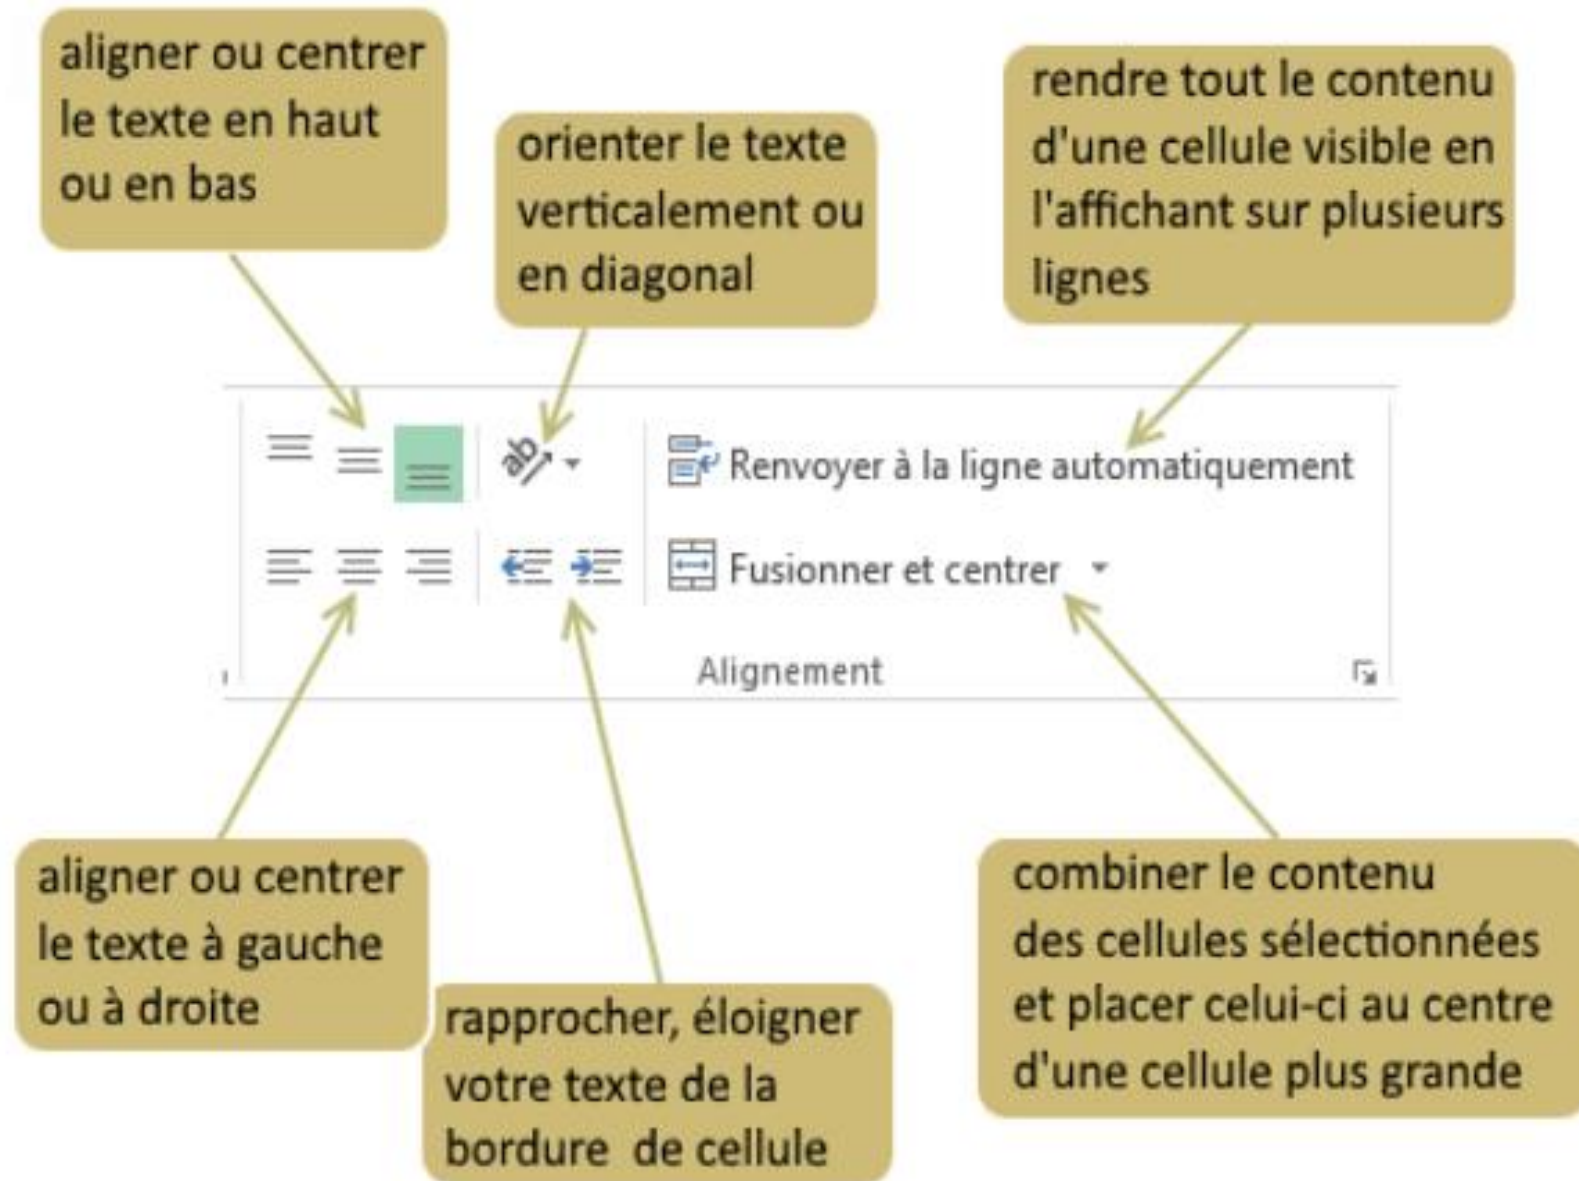 aligner ou centrer
le texte en haut
ou en bas
orienter le texte
verticalement ou
en diagonal
rendre tout le contenu
d'une cellule visible en
l'affichant sur plusieurs
lignes
ab
Renvoyer à la ligne automatiquement
Fusionner et centrer
Alignement
aligner ou centrer
le texte à gauche
ou à droite
rapprocher, éloigner
votre texte de la
bordure de cellule
combiner le contenu
des cellules sélectionnées
et placer celui-ci au centre
d'une cellule plus grande